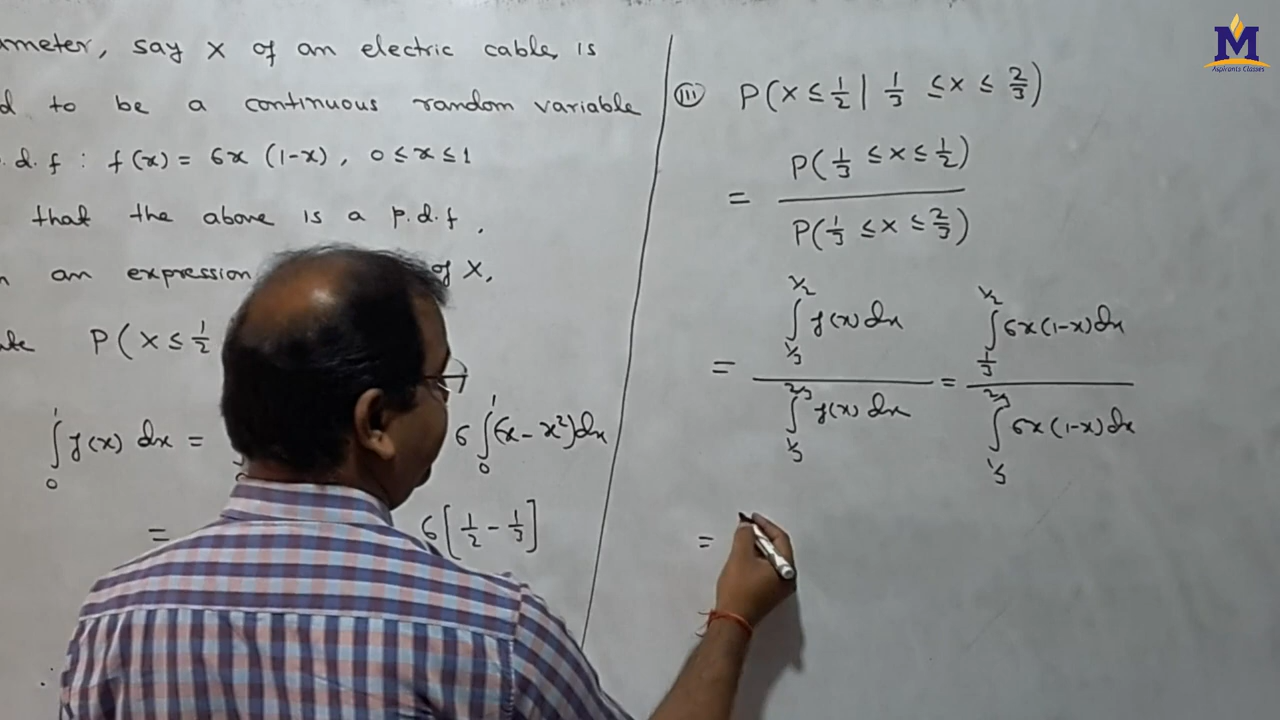 ameter, say X of an electric cable, is
d to be a continuous random variable
.d.f : f(x) = 6x (1-x), 0 ≤ x ≤ 1
that the above is a p.d.f.
n an expression of X,
P(X ≤ 1/2
∫₀¹ f(x) dx = 6 ∫₀¹ (x - x²) dx
= 6[1/2 - 1/3]
(iii) P(X ≤ 1/2 | 1/3 ≤ X ≤ 2/3)
= P(1/3 ≤ X ≤ 1/2) / P(1/3 ≤ X ≤ 2/3)
= ∫_{1/3}^{1/2} f(x) dx / ∫_{1/3}^{2/3} f(x) dx = ∫_{1/3}^{1/2} 6x(1-x) dx / ∫_{1/3}^{2/3} 6x(1-x) dx
=
M
Aspirants Classes